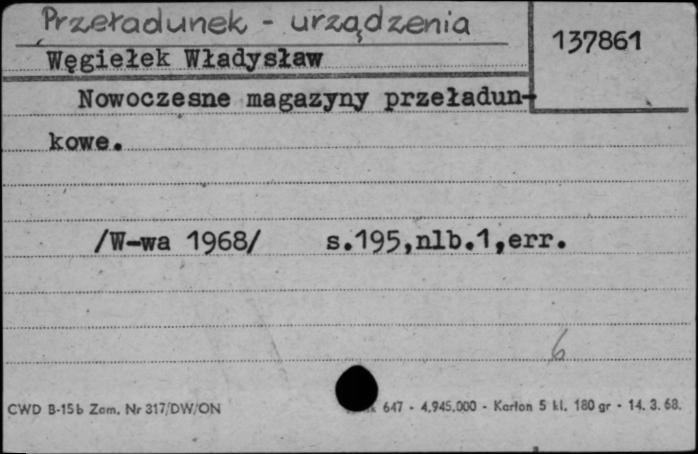 Przeładunek - urządzenia
137861
Węgiełek Władysław
Nowoczesne magazyny przeładun-
kowe.
/W-wa 1968/ s.195,nlb.1,err.
6
CWD B-15b Zam. Nr 317/DW/ON 647 - 4.945.000 - Karton 5 kl. 180 gr - 14. 3. 68.